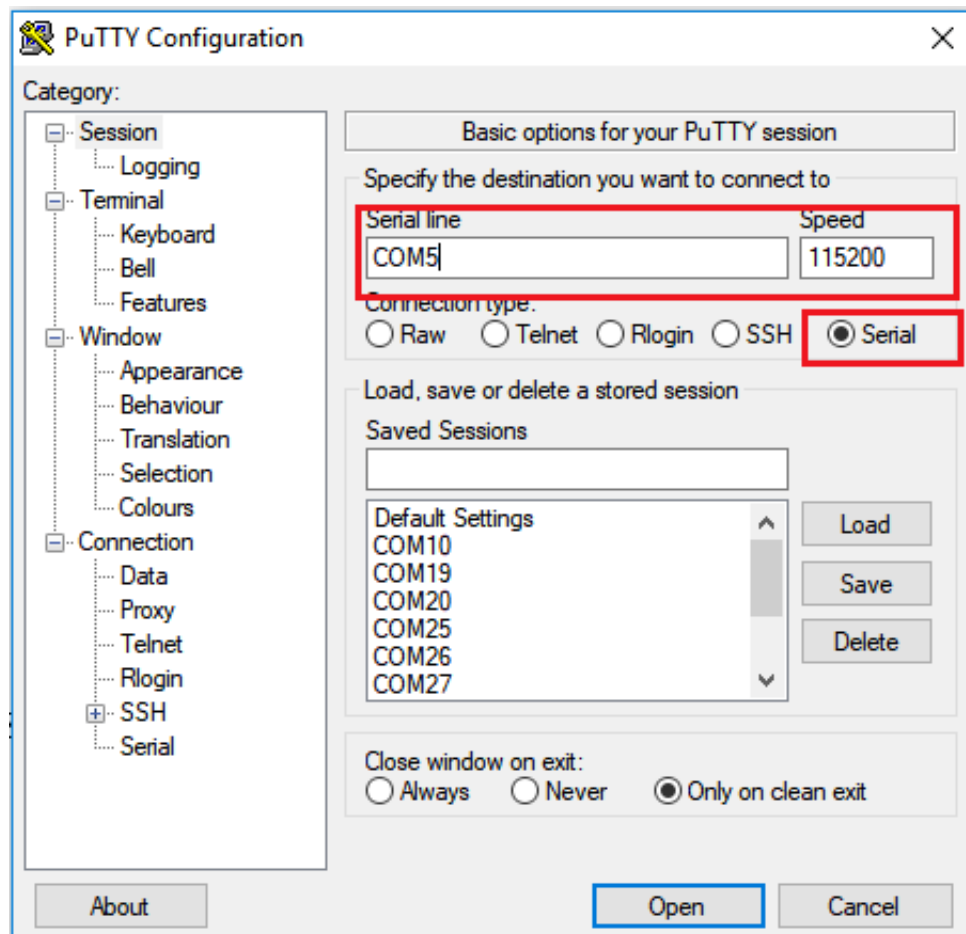 PuTTY Configuration
Category:
Session
Logging
Terminal
Keyboard
Bell
Features
Window
Appearance
Behaviour
Translation
Selection
Colours
Connection
Data
Proxy
Telnet
Rlogin
SSH
Serial
Basic options for your PuTTY session
Specify the destination you want to connect to
Serial line Speed
COM5 115200
Connection type:
Raw Telnet Rlogin SSH Serial
Load, save or delete a stored session
Saved Sessions
Default Settings
COM10
COM19
COM20
COM25
COM26
COM27
Load
Save
Delete
Close window on exit:
Always Never Only on clean exit
About Open Cancel